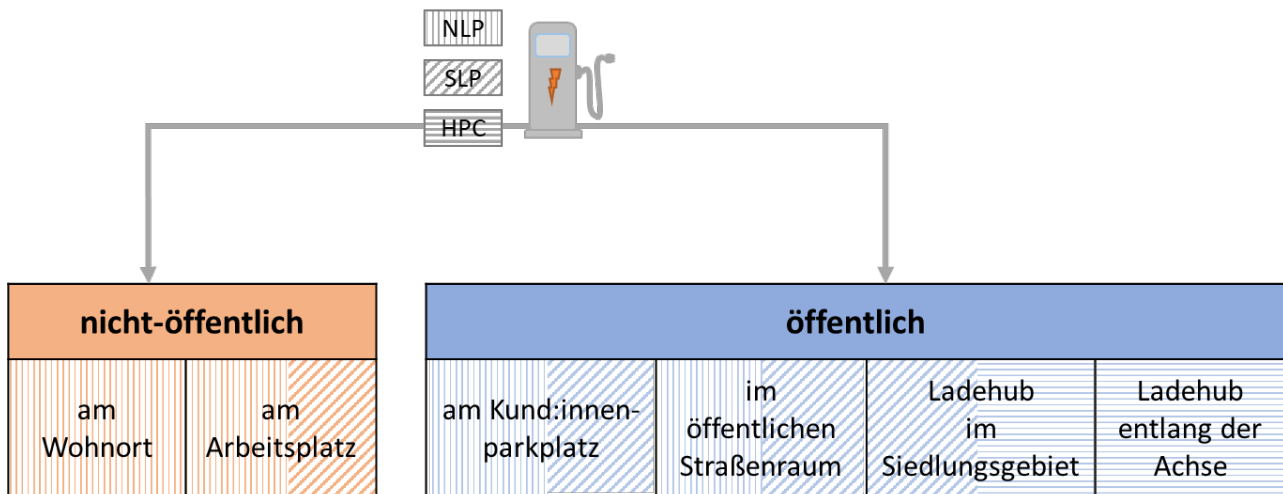 NLP
SLP
HPC
nicht-öffentlich
öffentlich
am
Wohnort
am
Arbeitsplatz
am Kund:innen-
parkplatz
im
öffentlichen
Straßenraum
Ladehub
im
Siedlungsgebiet
Ladehub
entlang der
Achse